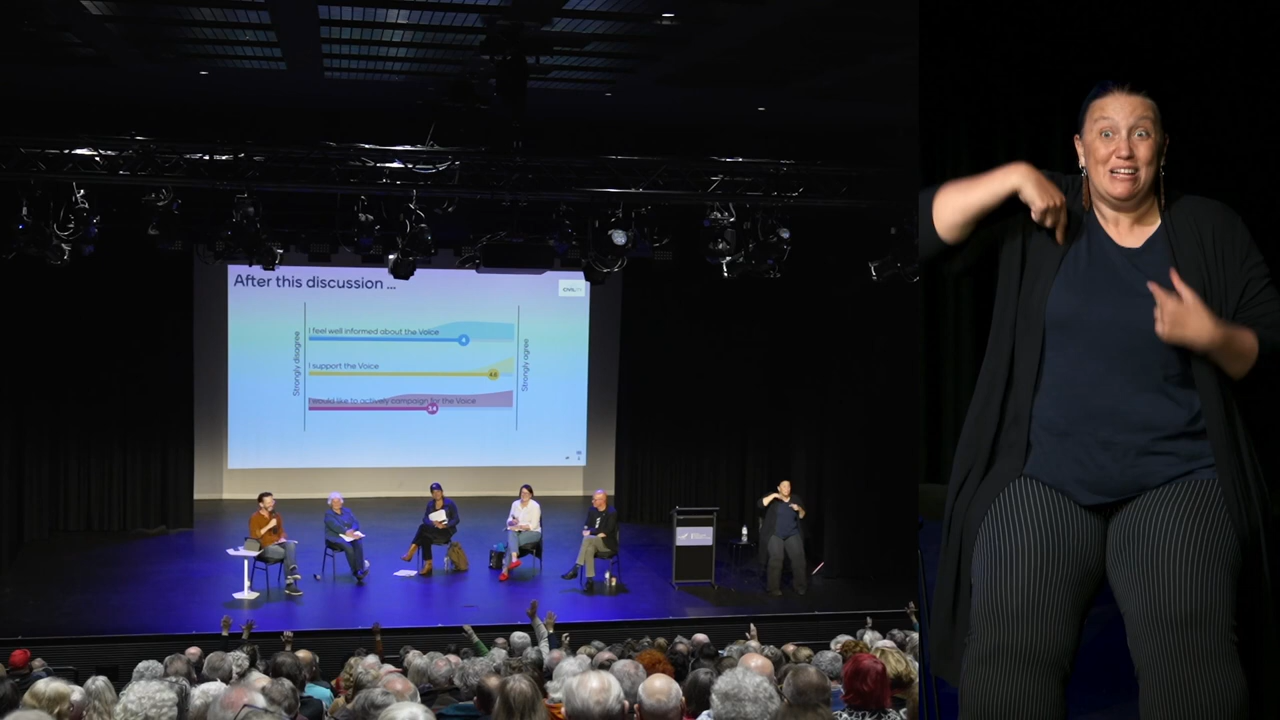 After this discussion ...
CIVILITY
Strongly disagree
I feel well informed about the Voice
4
I support the Voice
I would like to actively campaign for the Voice
Strongly agree